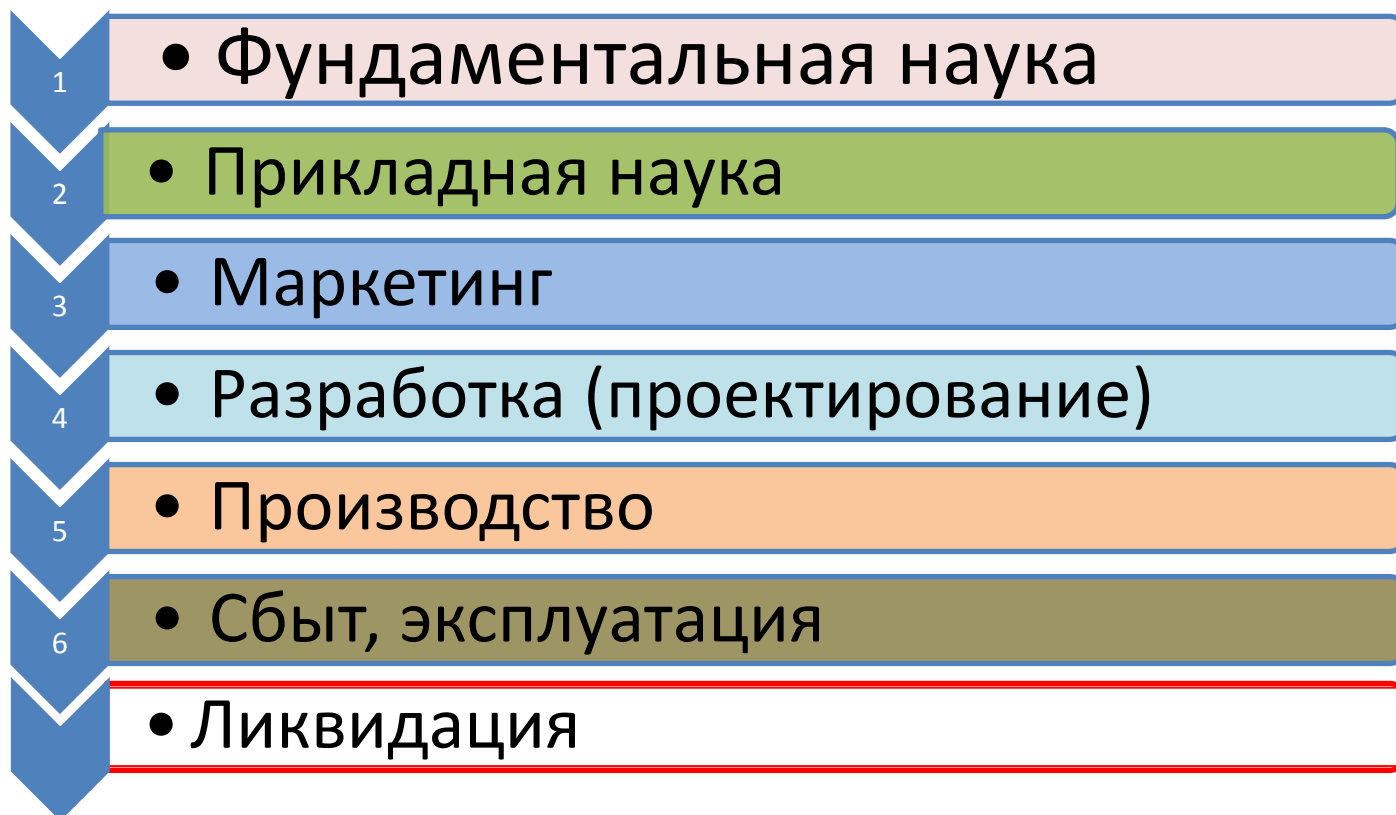 1
• Фундаментальная наука
2
• Прикладная наука
3
• Маркетинг
4
• Разработка (проектирование)
5
• Производство
6
• Сбыт, эксплуатация
• Ликвидация